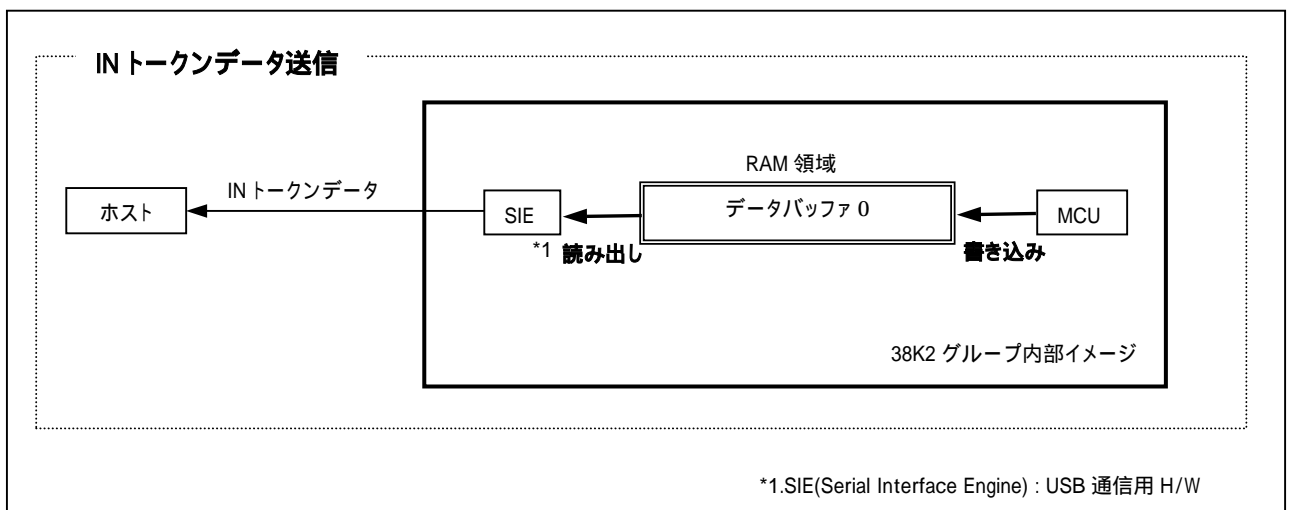 IN トークンデータ送信
RAM 領域
IN トークンデータ
ホスト
SIE
データバッファ 0
MCU
*1 読み出し
書き込み
38K2 グループ内部イメージ
*1.SIE(Serial Interface Engine) : USB 通信用 H/W